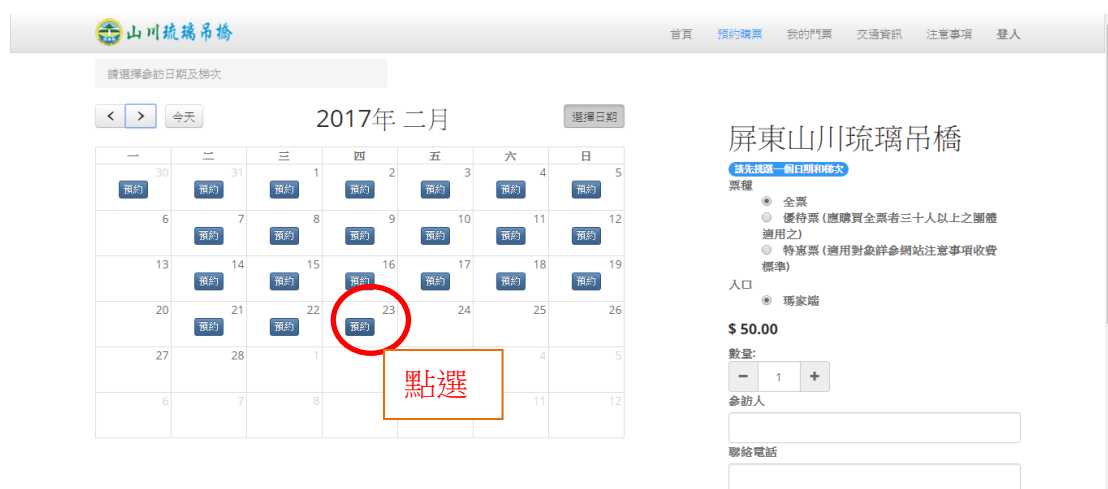 山川琉璃吊橋
首頁 預約購票 我的門票 交通資訊 注意事項 登入
請選擇參訪日期及梯次
< > 今天
2017年 二月
選擇日期
一 二 三 四 五 六 日
30 31 1 2 3 4 5
預約 預約 預約 預約 預約 預約 預約
6 7 8 9 10 11 12
預約 預約 預約 預約 預約 預約
13 14 15 16 17 18 19
預約 預約 預約 預約 預約 預約
20 21 22 23 24 25 26
預約 預約 預約
27 28 1 4 5
6 7 8 11 12
點選
屏東山川琉璃吊橋
請先挑選一個日期和梯次
票種
全票
優待票 (應購買全票者三十人以上之團體
適用之)
特惠票 (適用對象詳參網站注意事項收費
標準)
入口
瑪家端
$ 50.00
數量:
− 1 +
參訪人
聯絡電話